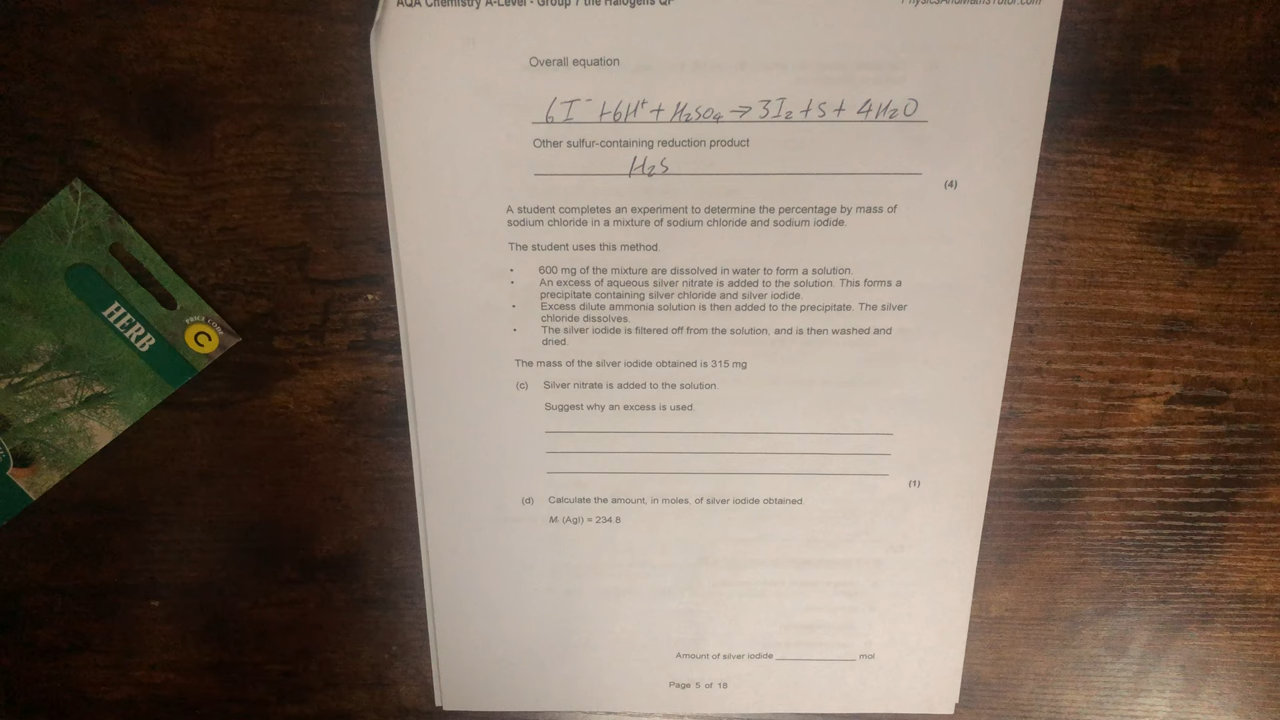 AQA Chemistry A-Level - Group 7 the Halogens QP
PhysicsAndMathsTutor.com
Overall equation
6I⁻ + 6H⁺ + H₂SO₄ → 3I₂ + S + 4H₂O
Other sulfur-containing reduction product
H₂S
(4)
A student completes an experiment to determine the percentage by mass of
sodium chloride in a mixture of sodium chloride and sodium iodide.
The student uses this method.
• 600 mg of the mixture are dissolved in water to form a solution.
• An excess of aqueous silver nitrate is added to the solution. This forms a
precipitate containing silver chloride and silver iodide.
• Excess dilute ammonia solution is then added to the precipitate. The silver
chloride dissolves.
• The silver iodide is filtered off from the solution, and is then washed and
dried.
The mass of the silver iodide obtained is 315 mg
(c) Silver nitrate is added to the solution.
Suggest why an excess is used.
(1)
(d) Calculate the amount, in moles, of silver iodide obtained.
Mᵣ (AgI) = 234.8
Amount of silver iodide ____________ mol
Page 5 of 18
HERB
PRICE CODE
C